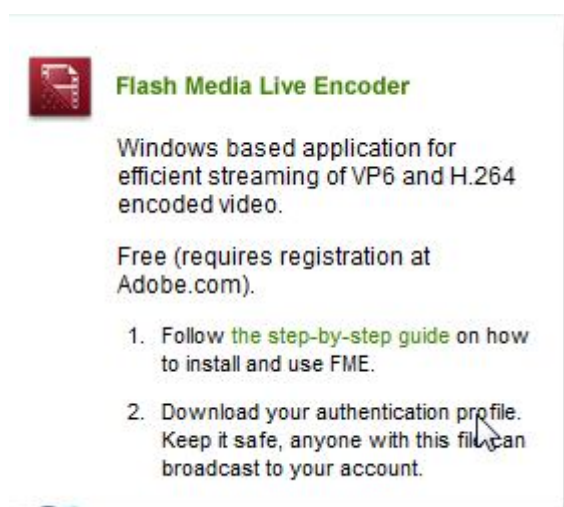 Flash Media Live Encoder
Windows based application for
efficient streaming of VP6 and H.264
encoded video.
Free (requires registration at
Adobe.com).
1. Follow the step-by-step guide on how
to install and use FME.
2. Download your authentication profile.
Keep it safe, anyone with this file can
broadcast to your account.